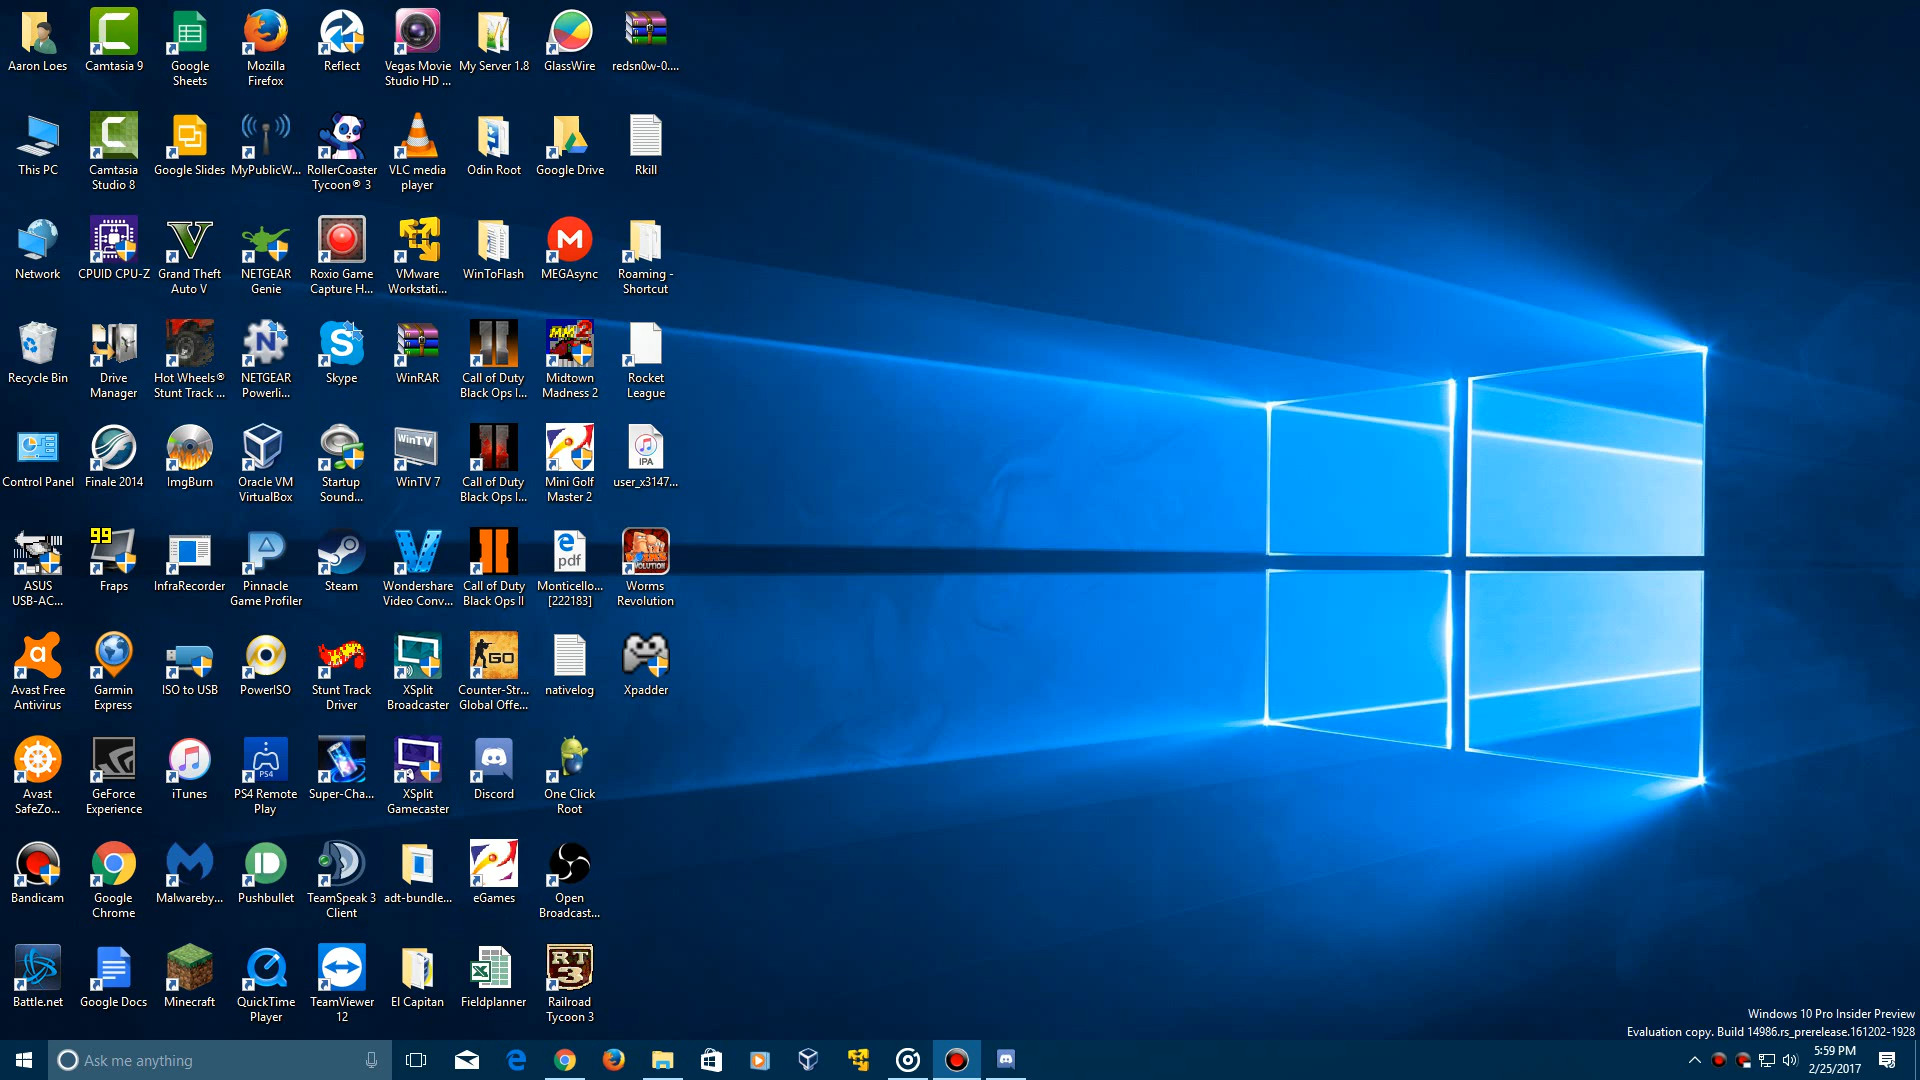 Aaron Loes
Camtasia 9
Google
Sheets
Mozilla
Firefox
Reflect
Vegas Movie
Studio HD ...
My Server 1.8
GlassWire
redsn0w-0....
This PC
Camtasia
Studio 8
Google Slides
MyPublicW...
RollerCoaster
Tycoon® 3
VLC media
player
Odin Root
Google Drive
Rkill
Network
CPUID CPU-Z
Grand Theft
Auto V
NETGEAR
Genie
Roxio Game
Capture H...
VMware
Workstati...
WinToFlash
MEGAsync
Roaming -
Shortcut
Recycle Bin
Drive
Manager
Hot Wheels®
Stunt Track ...
NETGEAR
Powerli...
Skype
WinRAR
Call of Duty
Black Ops I...
Midtown
Madness 2
Rocket
League
Control Panel
Finale 2014
ImgBurn
Oracle VM
VirtualBox
Startup
Sound...
WinTV
WinTV 7
Call of Duty
Black Ops I...
Mini Golf
Master 2
IPA
user_x3147...
ASUS
USB-AC...
99
Fraps
InfraRecorder
Pinnacle
Game Profiler
Steam
Wondershare
Video Conv...
Call of Duty
Black Ops II
pdf
Monticello...
[222183]
Worms
Revolution
Avast Free
Antivirus
Garmin
Express
ISO to USB
PowerISO
Stunt Track
Driver
XSplit
Broadcaster
GO
Counter-Str...
Global Offe...
nativelog
Xpadder
Avast
SafeZo...
GeForce
Experience
iTunes
PS4
PS4 Remote
Play
Super-Cha...
XSplit
Gamecaster
Discord
One Click
Root
Bandicam
Google
Chrome
Malwareby...
Pushbullet
TeamSpeak 3
Client
adt-bundle...
eGames
Open
Broadcast...
Battle.net
Google Docs
Minecraft
QuickTime
Player
TeamViewer
12
El Capitan
Fieldplanner
RT
3
Railroad
Tycoon 3
Windows 10 Pro Insider Preview
Evaluation copy. Build 14986.rs_prerelease.161202-1928
Ask me anything
5:59 PM
2/25/2017